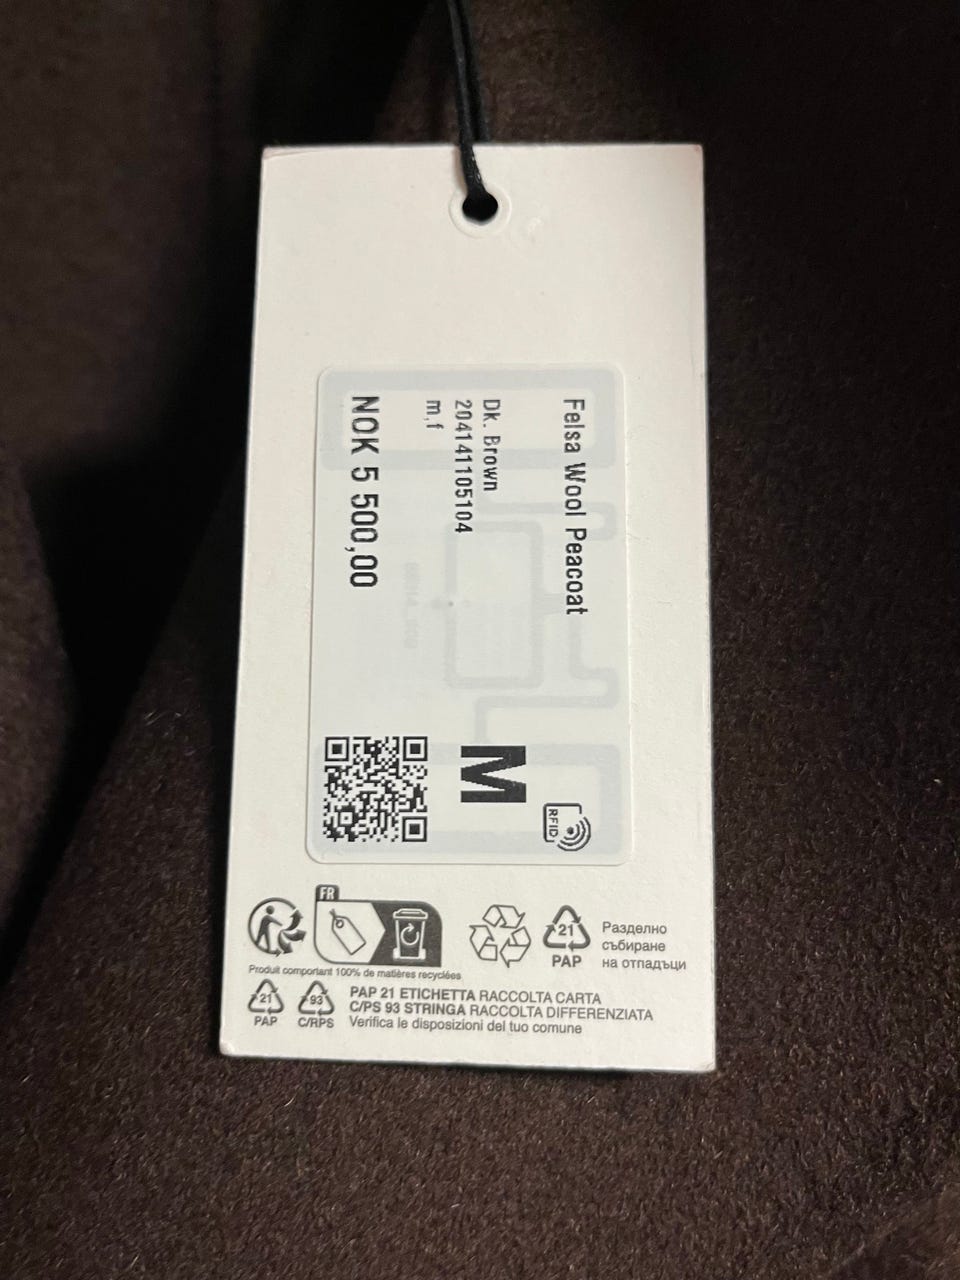 Felsa Wool Peacoat
Dk. Brown
204141105104
m,f
NOK 5 500,00
M
RFID
FR
Produit comportant 100% de matières recyclées
21
PAP
Разделно
събиране
на отпадъци
21
PAP
93
C/RPS
PAP 21 ETICHETTA RACCOLTA CARTA
C/PS 93 STRINGA RACCOLTA DIFFERENZIATA
Verifica le disposizioni del tuo comune